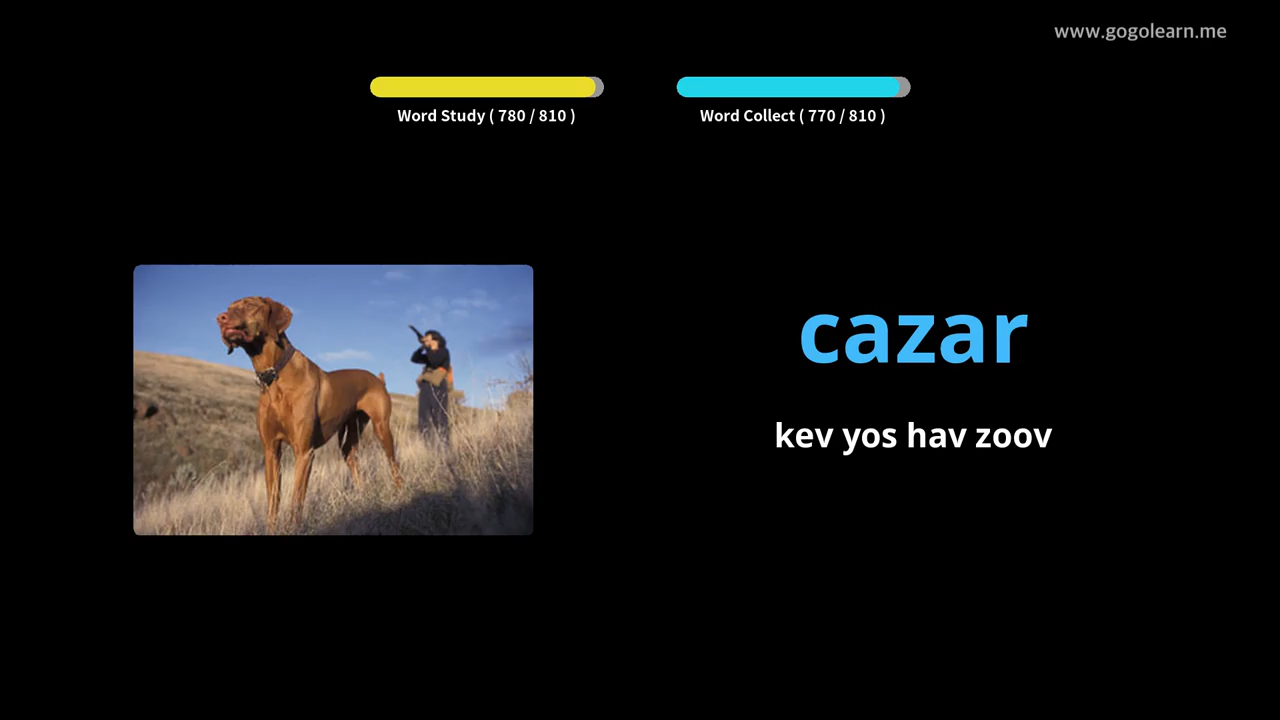 www.gogolearn.me
Word Study ( 780 / 810 )
Word Collect ( 770 / 810 )
cazar
kev yos hav zoov